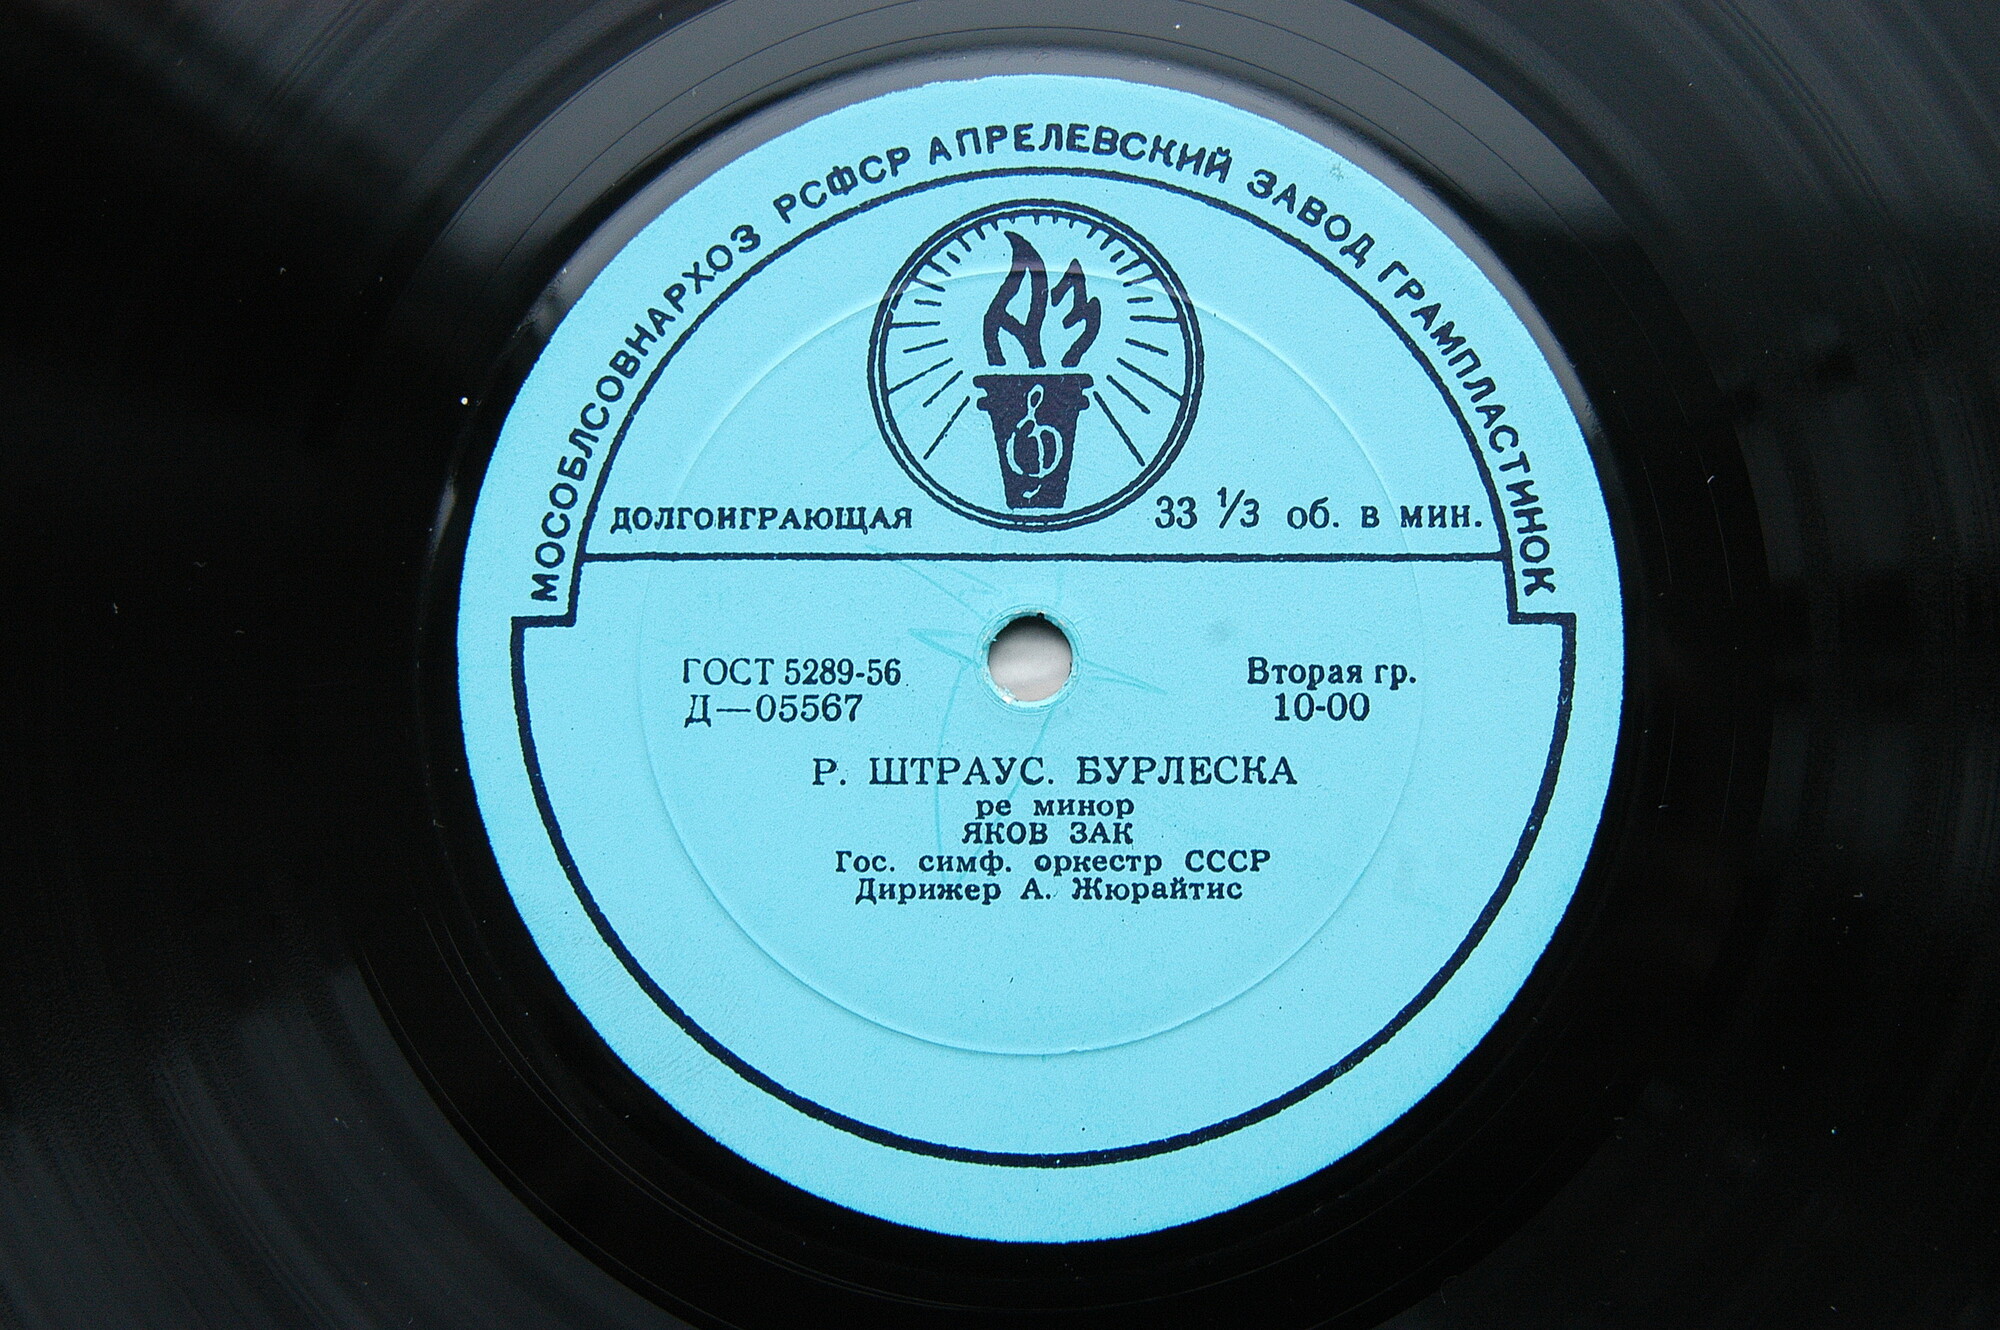 МОСОБЛСОВНАРХОЗ РСФСР АПРЕЛЕВСКИЙ ЗАВОД ГРАМПЛАСТИНОК
АЗ
ДОЛГОИГРАЮЩАЯ 33 1/3 об. в мин.
ГОСТ 5289-56 Вторая гр.
Д—05567 10-00
Р. ШТРАУС. БУРЛЕСКА
ре минор
ЯКОВ ЗАК
Гос. симф. оркестр СССР
Дирижер А. Жюрайтис